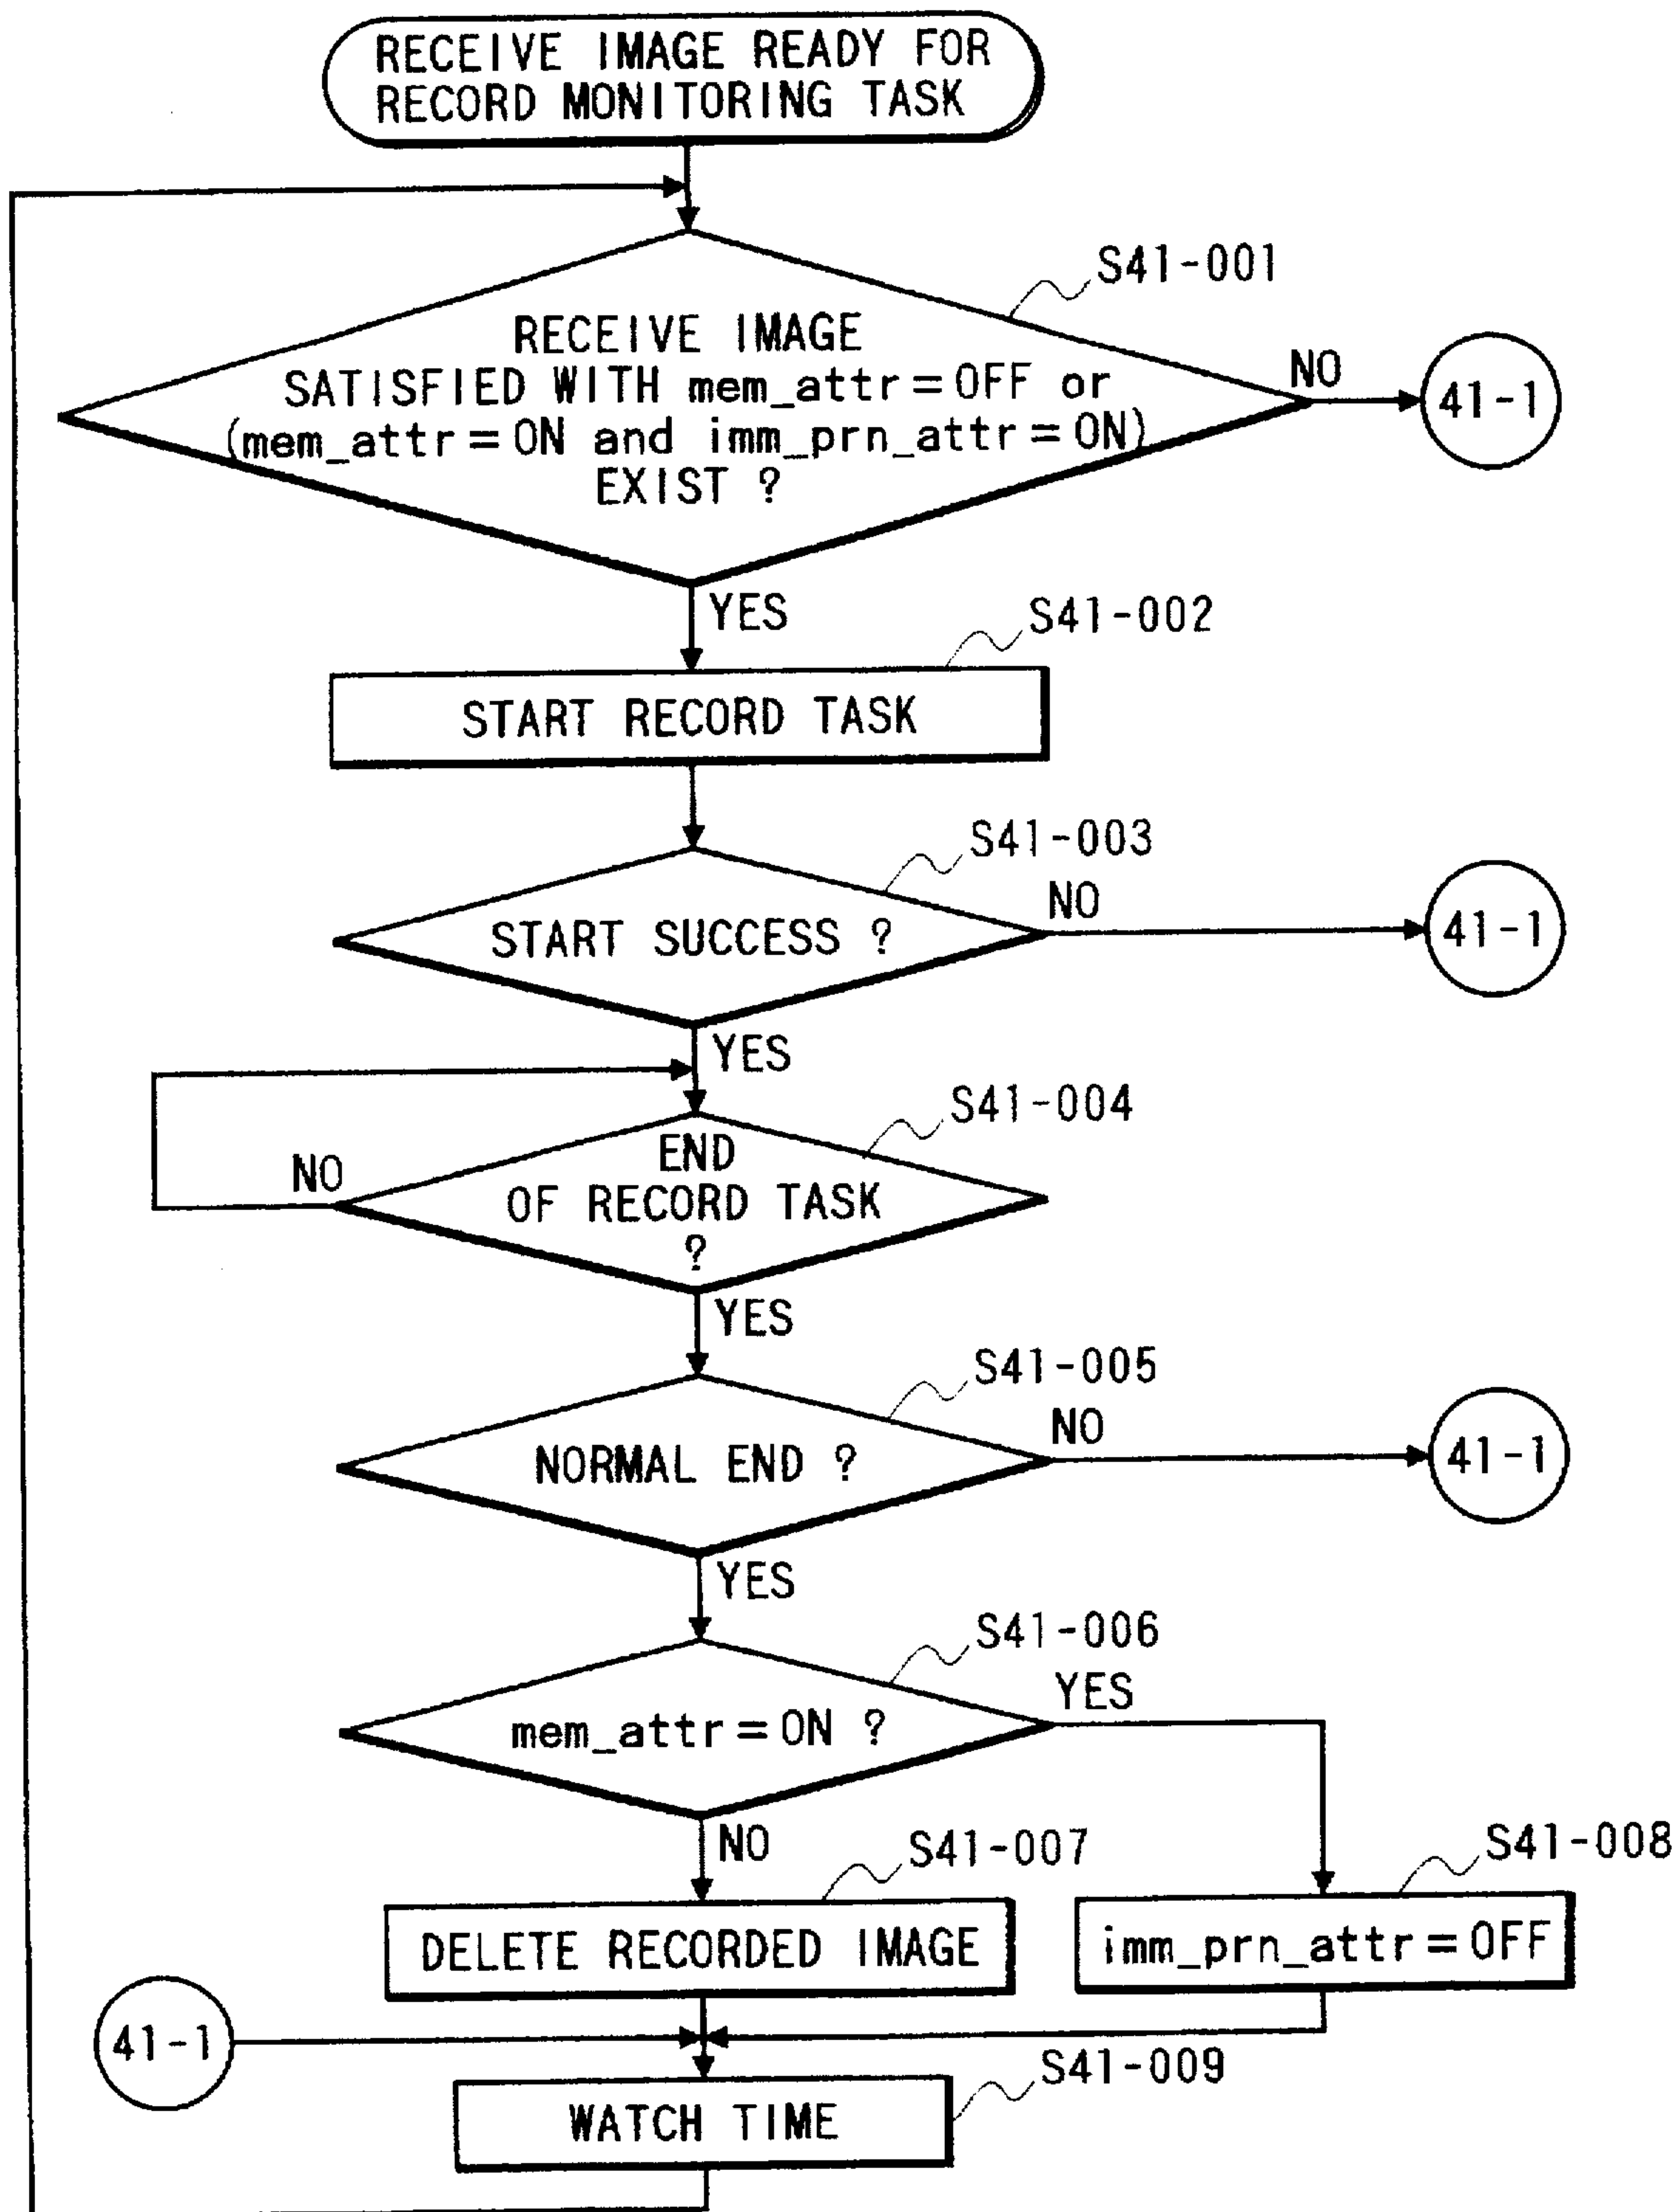 RECEIVE IMAGE READY FOR
RECORD MONITORING TASK
S41-001
RECEIVE IMAGE
SATISFIED WITH mem_attr=OFF or
(mem_attr=ON and imm_prn_attr=ON)
EXIST ?
NO
41-1
YES
S41-002
START RECORD TASK
S41-003
START SUCCESS ?
NO
41-1
YES
S41-004
END
OF RECORD TASK
?
NO
YES
S41-005
NORMAL END ?
NO
41-1
YES
S41-006
mem_attr=ON ?
YES
NO
S41-007
DELETE RECORDED IMAGE
S41-008
imm_prn_attr=OFF
41-1
S41-009
WATCH TIME